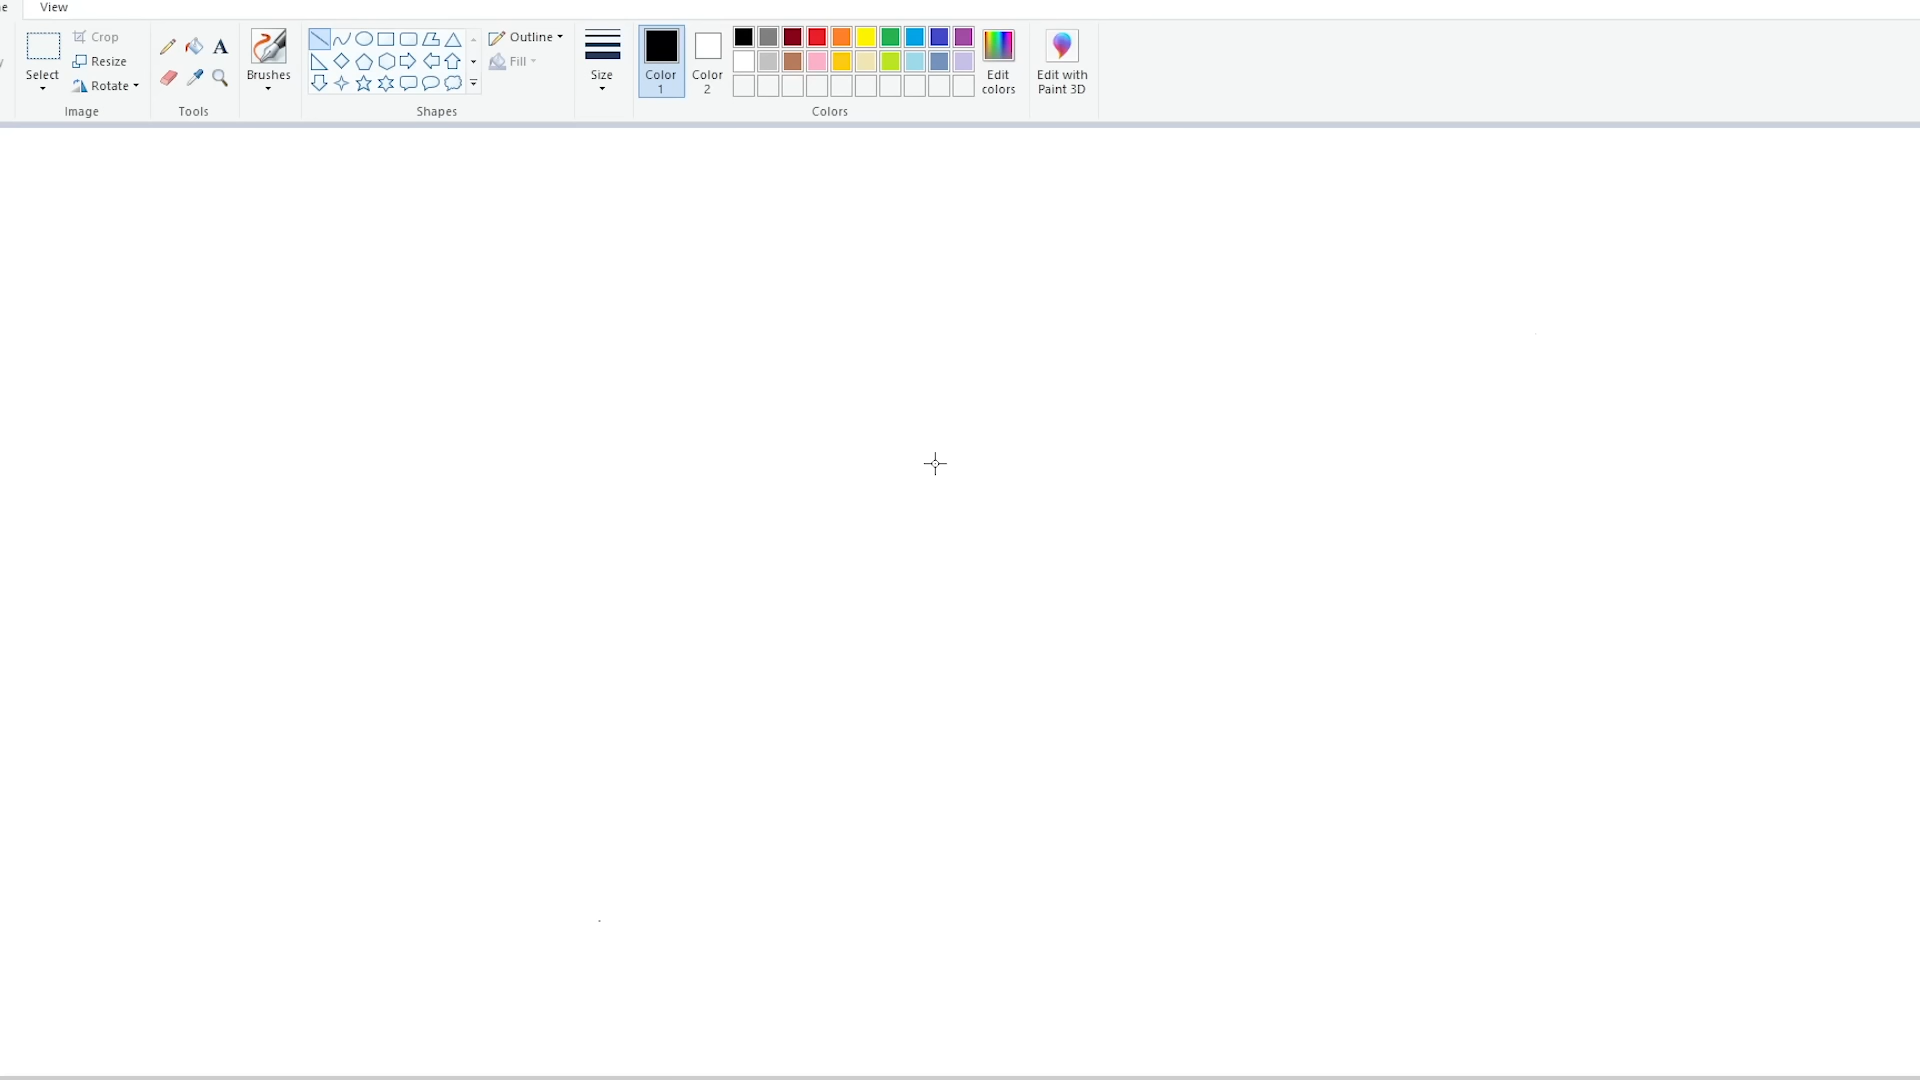 View
Select
Crop
Resize
Rotate
Image
A
Tools
Brushes
Shapes
Outline
Fill
Size
Color
1
Color
2
Colors
Edit
colors
Edit with
Paint 3D